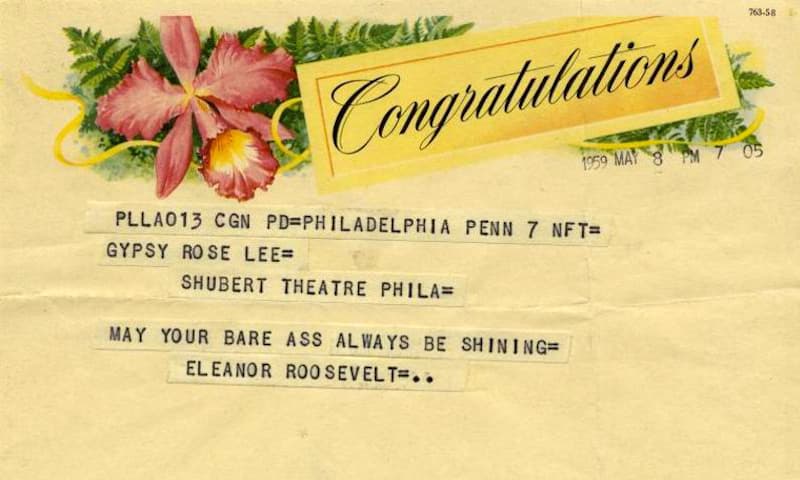 763-58
Congratulations
1959 MAY 8 PM 7 05
PLLA013 CGN PD=PHILADELPHIA PENN 7 NFT=
GYPSY ROSE LEE=
SHUBERT THEATRE PHILA=
MAY YOUR BARE ASS ALWAYS BE SHINING=
ELEANOR ROOSEVELT=..